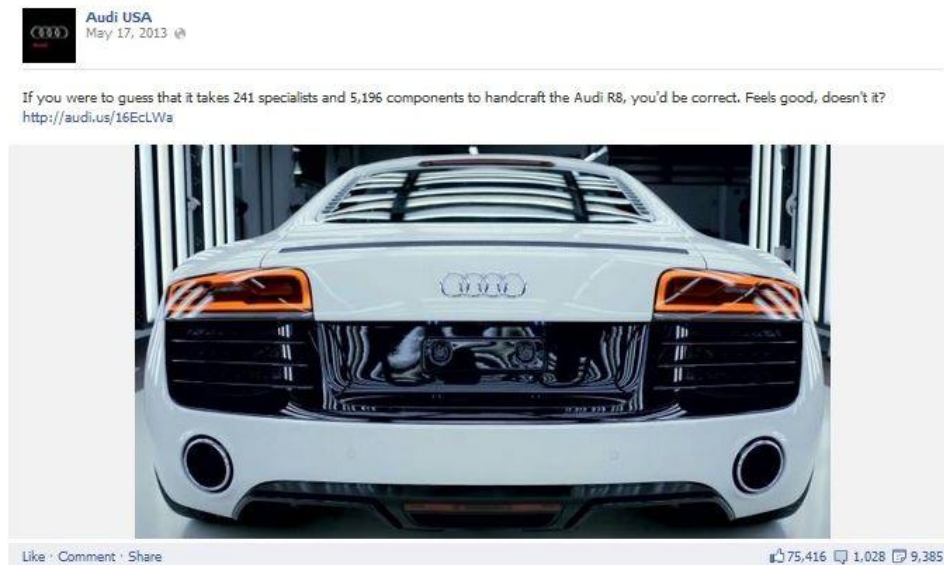 Audi USA
May 17, 2013
If you were to guess that it takes 241 specialists and 5,196 components to handcraft the Audi R8, you'd be correct. Feels good, doesn't it?
http://audi.us/16EcLWa
Like · Comment · Share
75,416 1,028 9,385